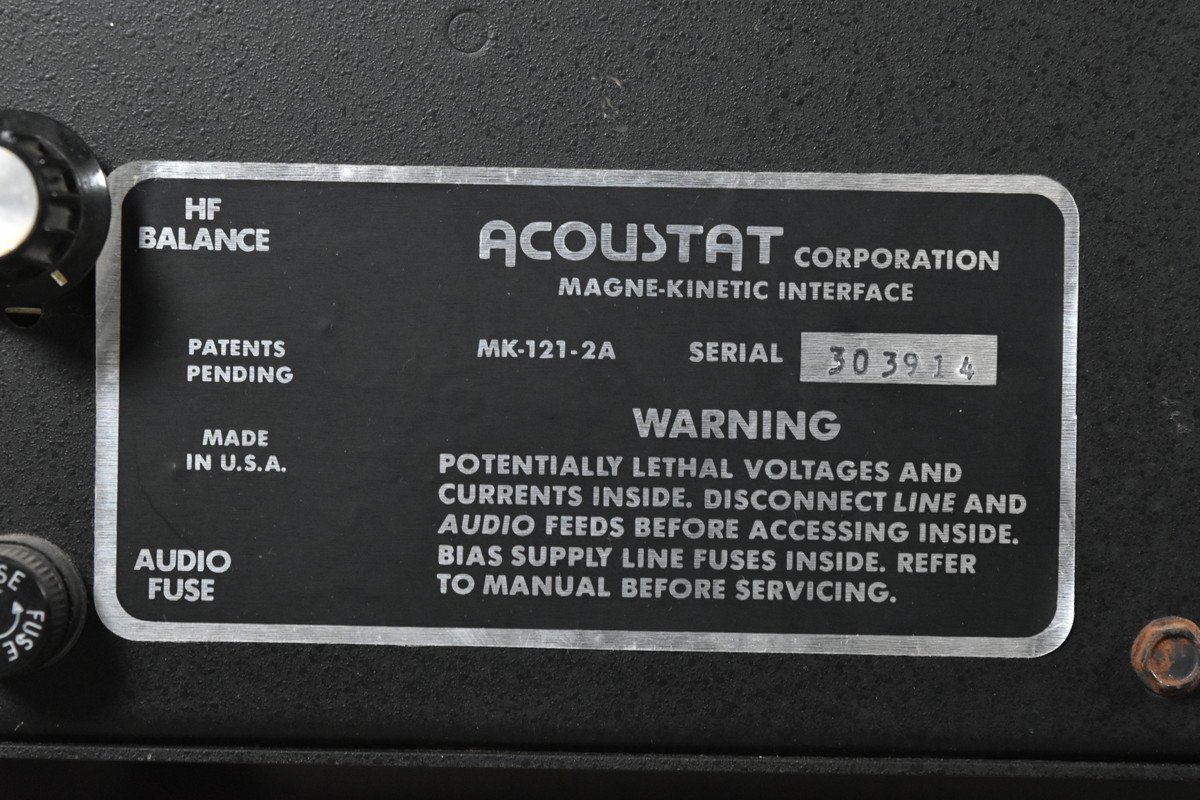 HF
BALANCE
ACOUSTAT CORPORATION
MAGNE-KINETIC INTERFACE
PATENTS
PENDING
MK-121-2A SERIAL 303914
MADE
IN U.S.A.
WARNING
POTENTIALLY LETHAL VOLTAGES AND
CURRENTS INSIDE. DISCONNECT LINE AND
AUDIO FEEDS BEFORE ACCESSING INSIDE.
BIAS SUPPLY LINE FUSES INSIDE. REFER
TO MANUAL BEFORE SERVICING.
AUDIO
FUSE
FUSE